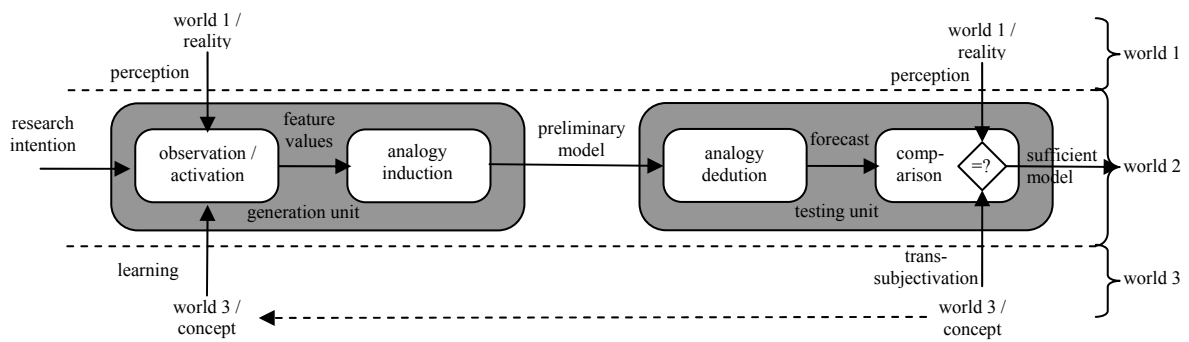 world 1 /
reality
world 1 /
reality
world 1
perception
perception
research
intention
feature
values
preliminary
model
forecast
observation /
activation
analogy
induction
analogy
dedution
comp-
arison
=?
sufficient
model
world 2
generation unit
testing unit
learning
trans-
subjectivation
world 3
world 3 /
concept
world 3 /
concept